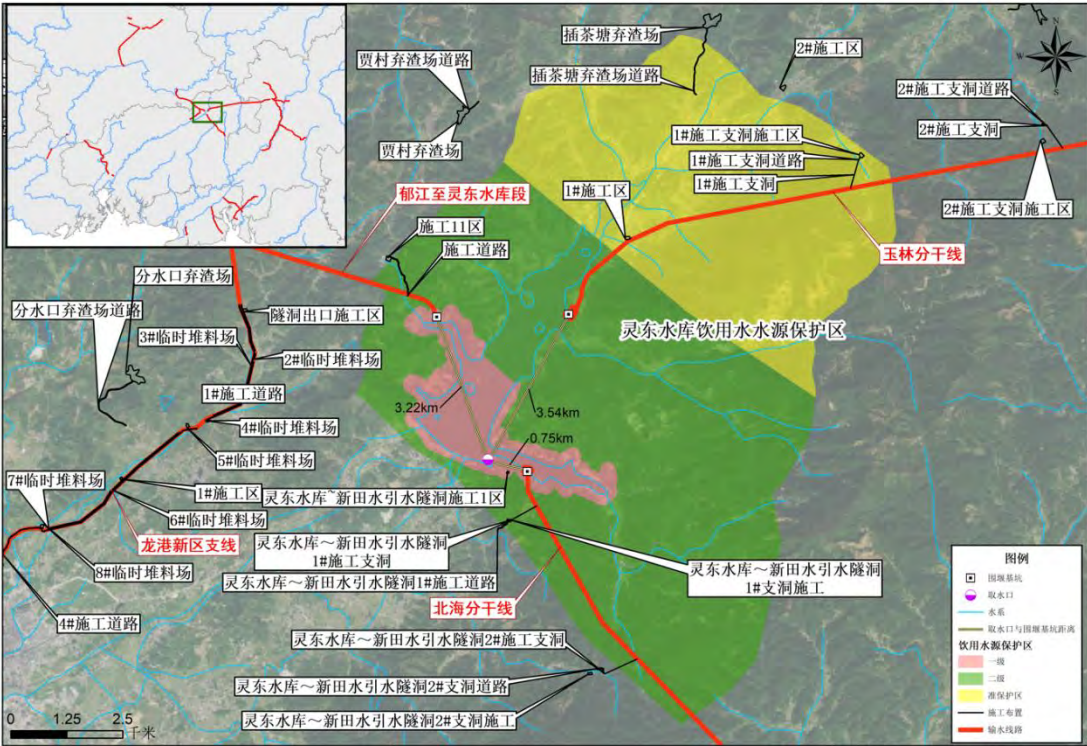 插茶塘弃渣场
贾村弃渣场道路
2#施工区
插茶塘弃渣场道路
2#施工支洞道路
1#施工支洞施工区
2#施工支洞
贾村弃渣场
1#施工支洞道路
1#施工区
1#施工支洞
郁江至灵东水库段
2#施工支洞施工区
施工11区
施工道路
玉林分干线
分水口弃渣场
分水口弃渣场道路
隧洞出口施工区
灵东水库饮用水水源保护区
3#临时堆料场
2#临时堆料场
1#施工道路
3.22km
3.54km
4#临时堆料场
0.75km
5#临时堆料场
7#临时堆料场
1#施工区
灵东水库~新田水引水隧洞施工1区
6#临时堆料场
龙港新区支线
灵东水库～新田水引水隧洞
1#施工支洞
8#临时堆料场
灵东水库～新田水引水隧洞1#施工道路
灵东水库～新田水引水隧洞
1#支洞施工
北海分干线
4#施工道路
灵东水库～新田水引水隧洞2#施工支洞
灵东水库～新田水引水隧洞2#支洞道路
灵东水库～新田水引水隧洞2#支洞施工
0 1.25 2.5
千米
N
W E
S
图例
围堰基坑
取水口
水系
取水口与围堰基坑距离
饮用水源保护区
一级
二级
准保护区
施工布置
输水线路